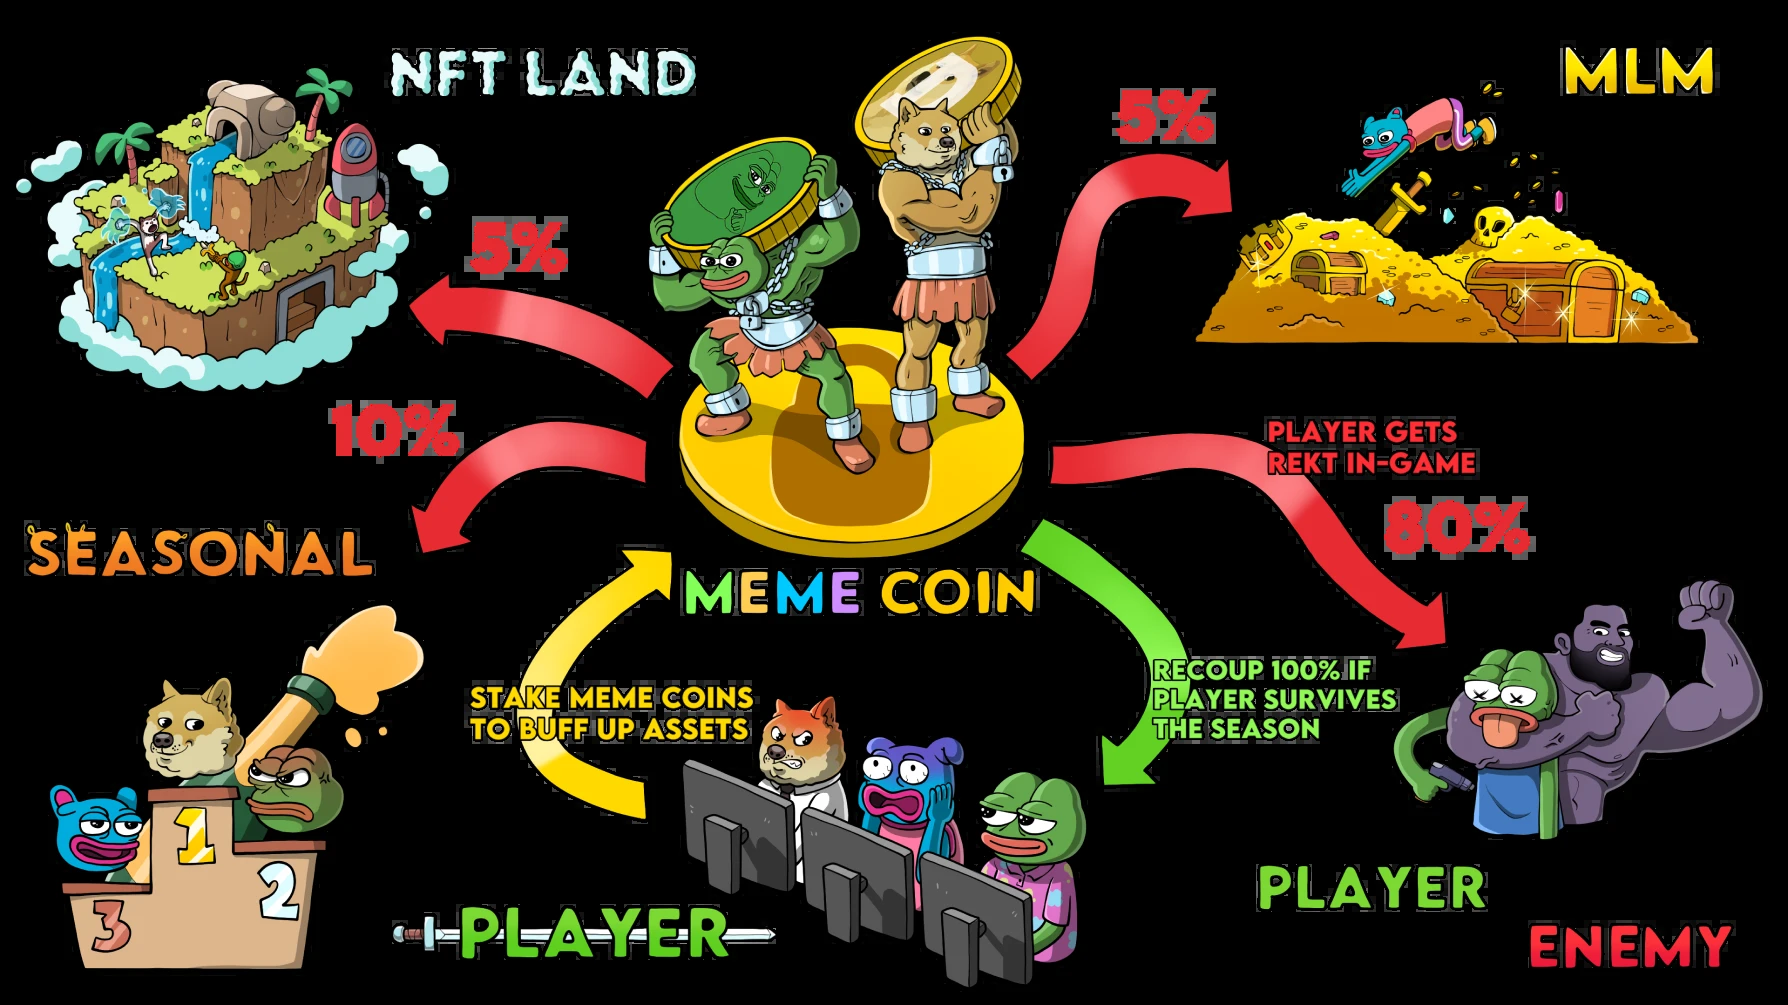 NFT LAND
MLM
5%
5%
10%
PLAYER GETS
REKT IN-GAME
80%
SEASONAL
MEME COIN
STAKE MEME COINS
TO BUFF UP ASSETS
RECOUP 100% IF
PLAYER SURVIVES
THE SEASON
1
2
3
PLAYER
PLAYER
ENEMY